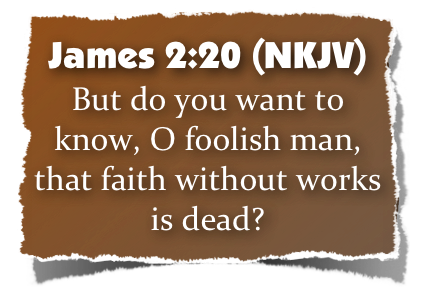 James 2:20 (NKJV)
But do you want to
know, O foolish man,
that faith without works
is dead?